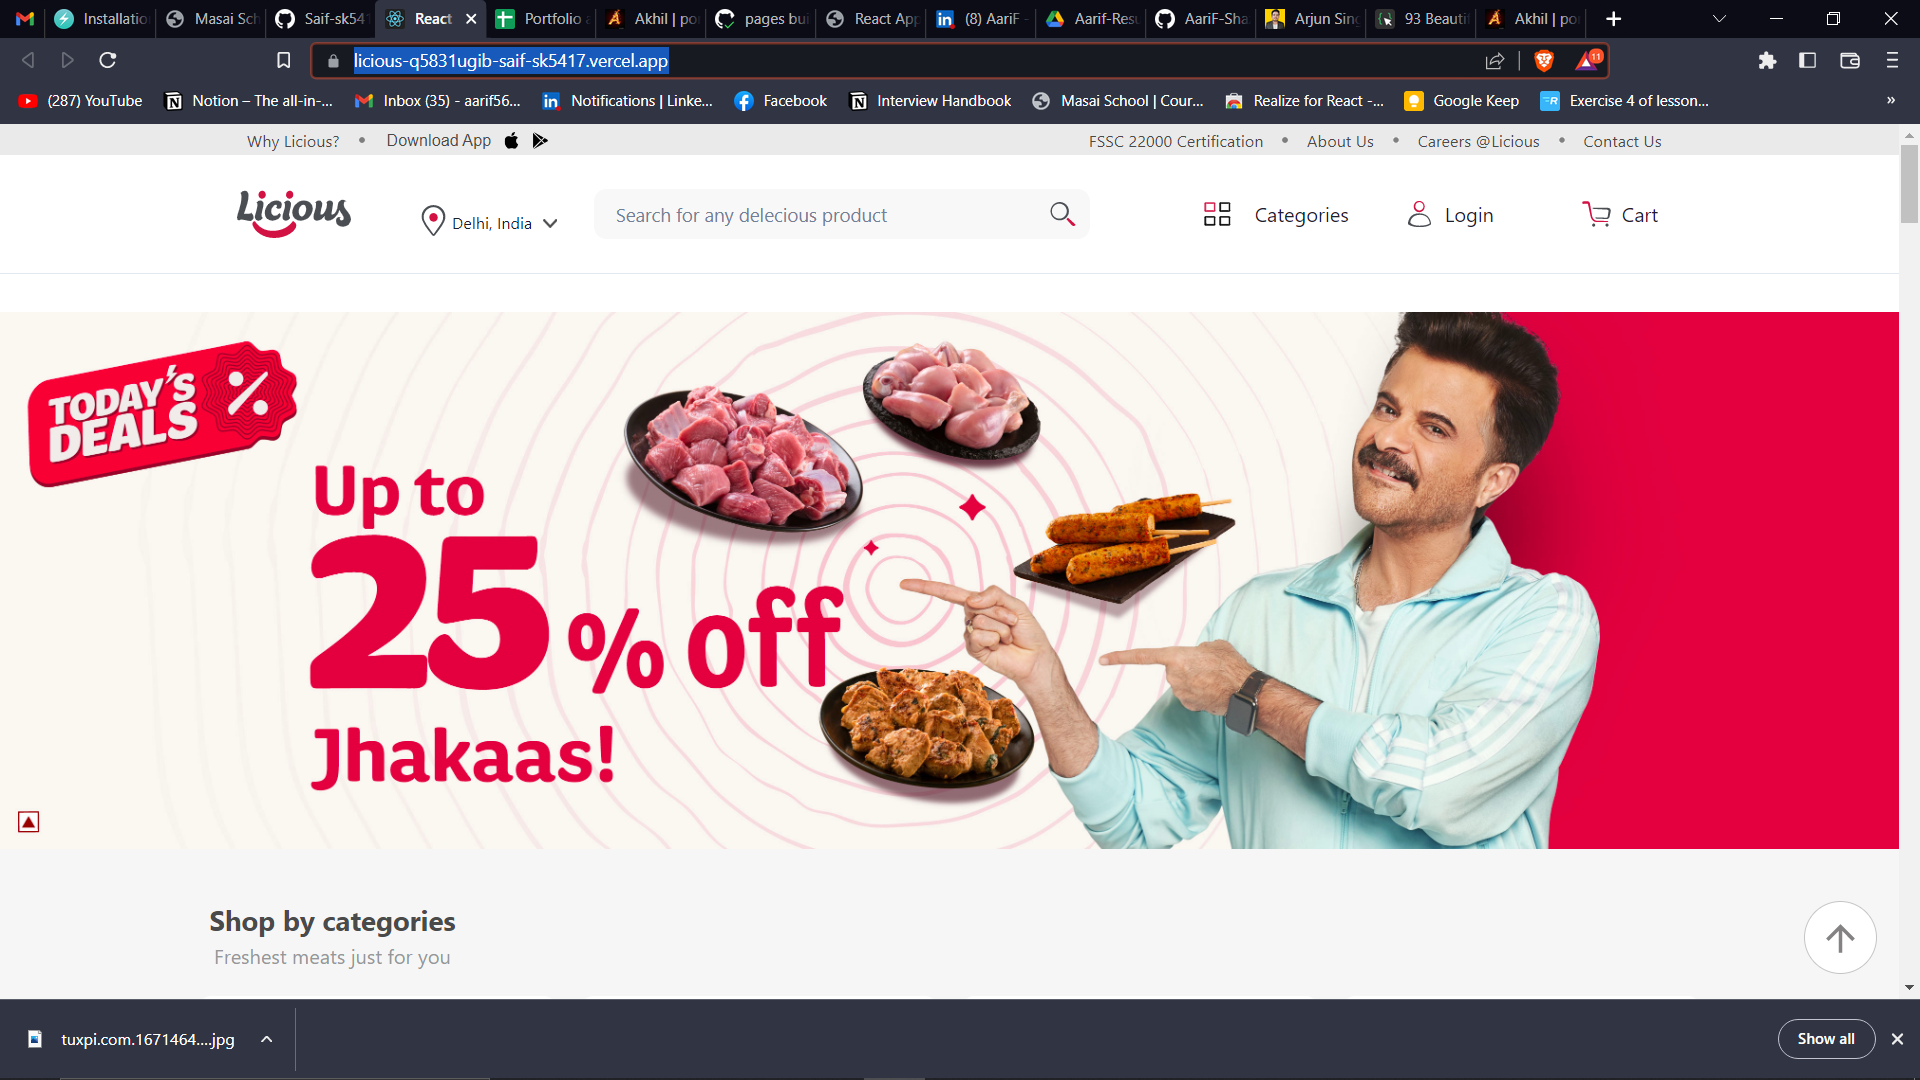 Installatio
Masai Sch
Saif-sk541
React
Portfolio a
Akhil | por
pages bui
React App
(8) AariF -
Aarif-Resu
AariF-Sha
Arjun Sing
93 Beautif
Akhil | por
licious-q5831ugib-saif-sk5417.vercel.app
11
(287) YouTube
Notion – The all-in-...
Inbox (35) - aarif56...
Notifications | Linke...
Facebook
Interview Handbook
Masai School | Cour...
Realize for React -...
Google Keep
Exercise 4 of lesson...
»
Why Licious? • Download App
FSSC 22000 Certification • About Us • Careers @Licious • Contact Us
Licious
Delhi, India
Search for any delecious product
Categories
Login
Cart
TODAY'S
DEALS %
Up to
25% off
Jhakaas!
Shop by categories
Freshest meats just for you
tuxpi.com.1671464....jpg
Show all